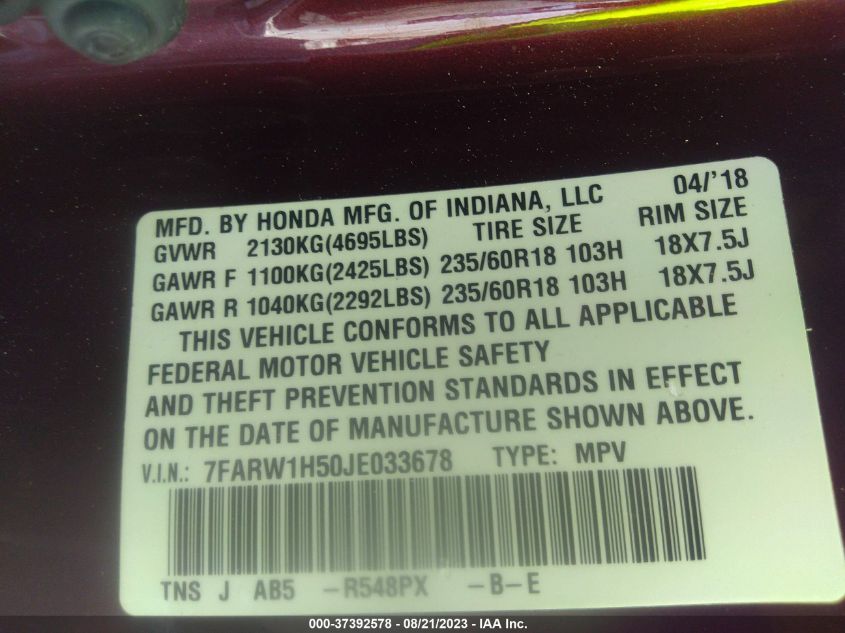 MFD. BY HONDA MFG. OF INDIANA, LLC 04/'18
GVWR 2130KG(4695LBS) TIRE SIZE RIM SIZE
GAWR F 1100KG(2425LBS) 235/60R18 103H 18X7.5J
GAWR R 1040KG(2292LBS) 235/60R18 103H 18X7.5J
THIS VEHICLE CONFORMS TO ALL APPLICABLE
FEDERAL MOTOR VEHICLE SAFETY
AND THEFT PREVENTION STANDARDS IN EFFECT
ON THE DATE OF MANUFACTURE SHOWN ABOVE.
V.I.N.: 7FARW1H50JE033678 TYPE: MPV
TNS J AB5 -R548PX -B-E
000-37392578 - 08/21/2023 - IAA Inc.